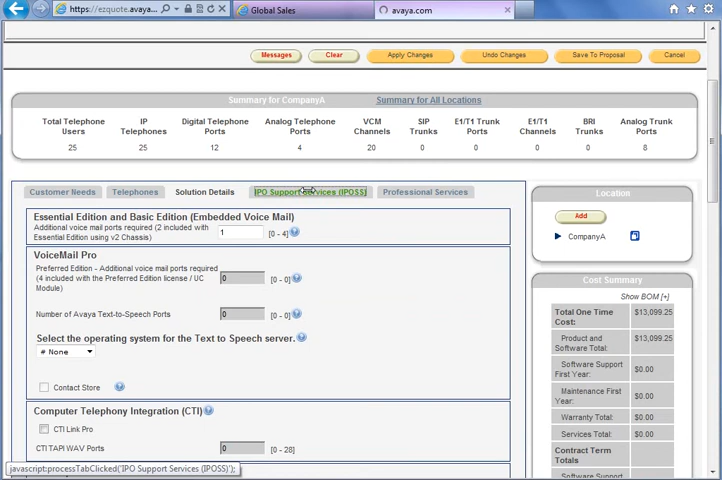 https://ezquote.avaya...
Global Sales
avaya.com
Messages
Clear
Apply Changes
Undo Changes
Save To Proposal
Cancel
Summary for CompanyA
Summary for All Locations
Total Telephone Users
IP Telephones
Digital Telephone Ports
Analog Telephone Ports
VCM Channels
SIP Trunks
E1/T1 Trunk Ports
E1/T1 Channels
BRI Trunks
Analog Trunk Ports
25 25 12 4 20 0 0 0 0 8
Customer Needs
Telephones
Solution Details
IPO Support Services (IPOSS)
Professional Services
Essential Edition and Basic Edition (Embedded Voice Mail)
Additional voice mail ports required (2 included with
Essential Edition using v2 Chassis)
1 [0 - 4]
VoiceMail Pro
Preferred Edition - Additional voice mail ports required
(4 included with the Preferred Edition license / UC
Module)
0 [0 - 0]
Number of Avaya Text-to-Speech Ports
0 [0 - 0]
Select the operating system for the Text to Speech server.
# None
Contact Store
Computer Telephony Integration (CTI)
CTI Link Pro
CTI TAPI WAV Ports
0 [0 - 28]
javascript:processTabClicked('IPO Support Services (IPOSS)');
Location
Add
CompanyA
Cost Summary
Show BOM [+]
Total One Time
Cost: $13,099.25
Product and
Software Total: $13,099.25
Software Support
First Year: $0.00
Maintenance First
Year: $0.00
Warranty Total: $0.00
Services Total: $0.00
Contract Term
Totals
Software Support